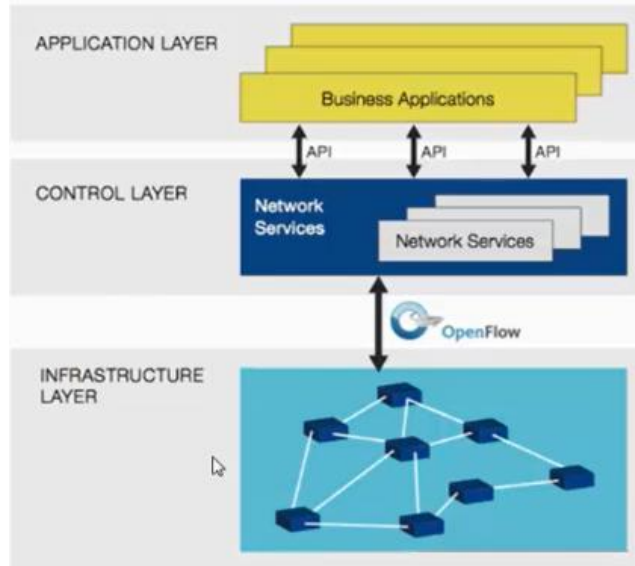 APPLICATION LAYER
Business Applications
API
API
API
CONTROL LAYER
Network
Services
Network Services
OpenFlow
INFRASTRUCTURE
LAYER